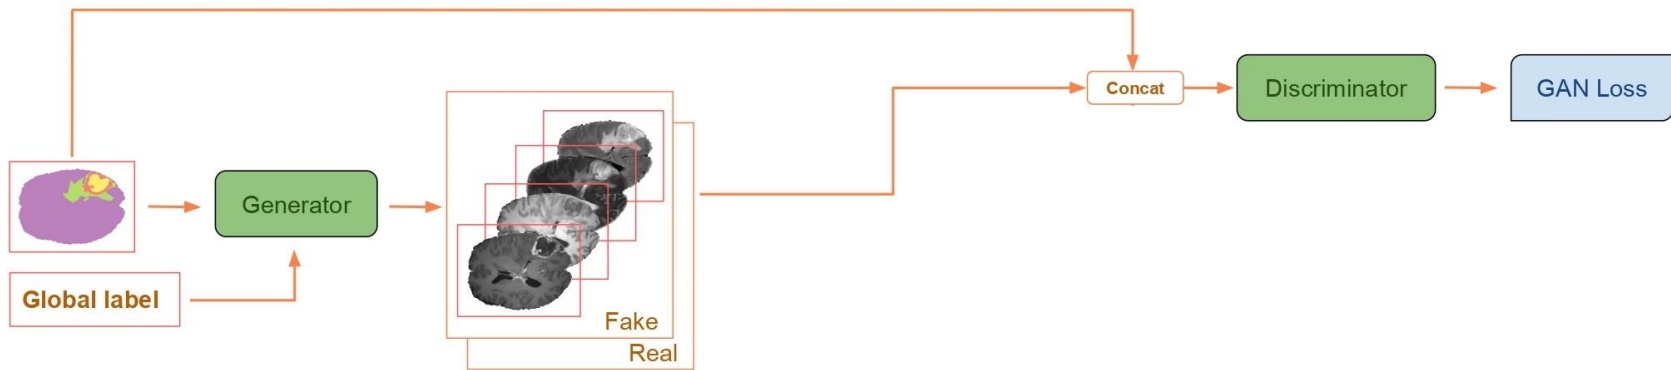 Concat
Discriminator
GAN Loss
Generator
Global label
Fake
Real